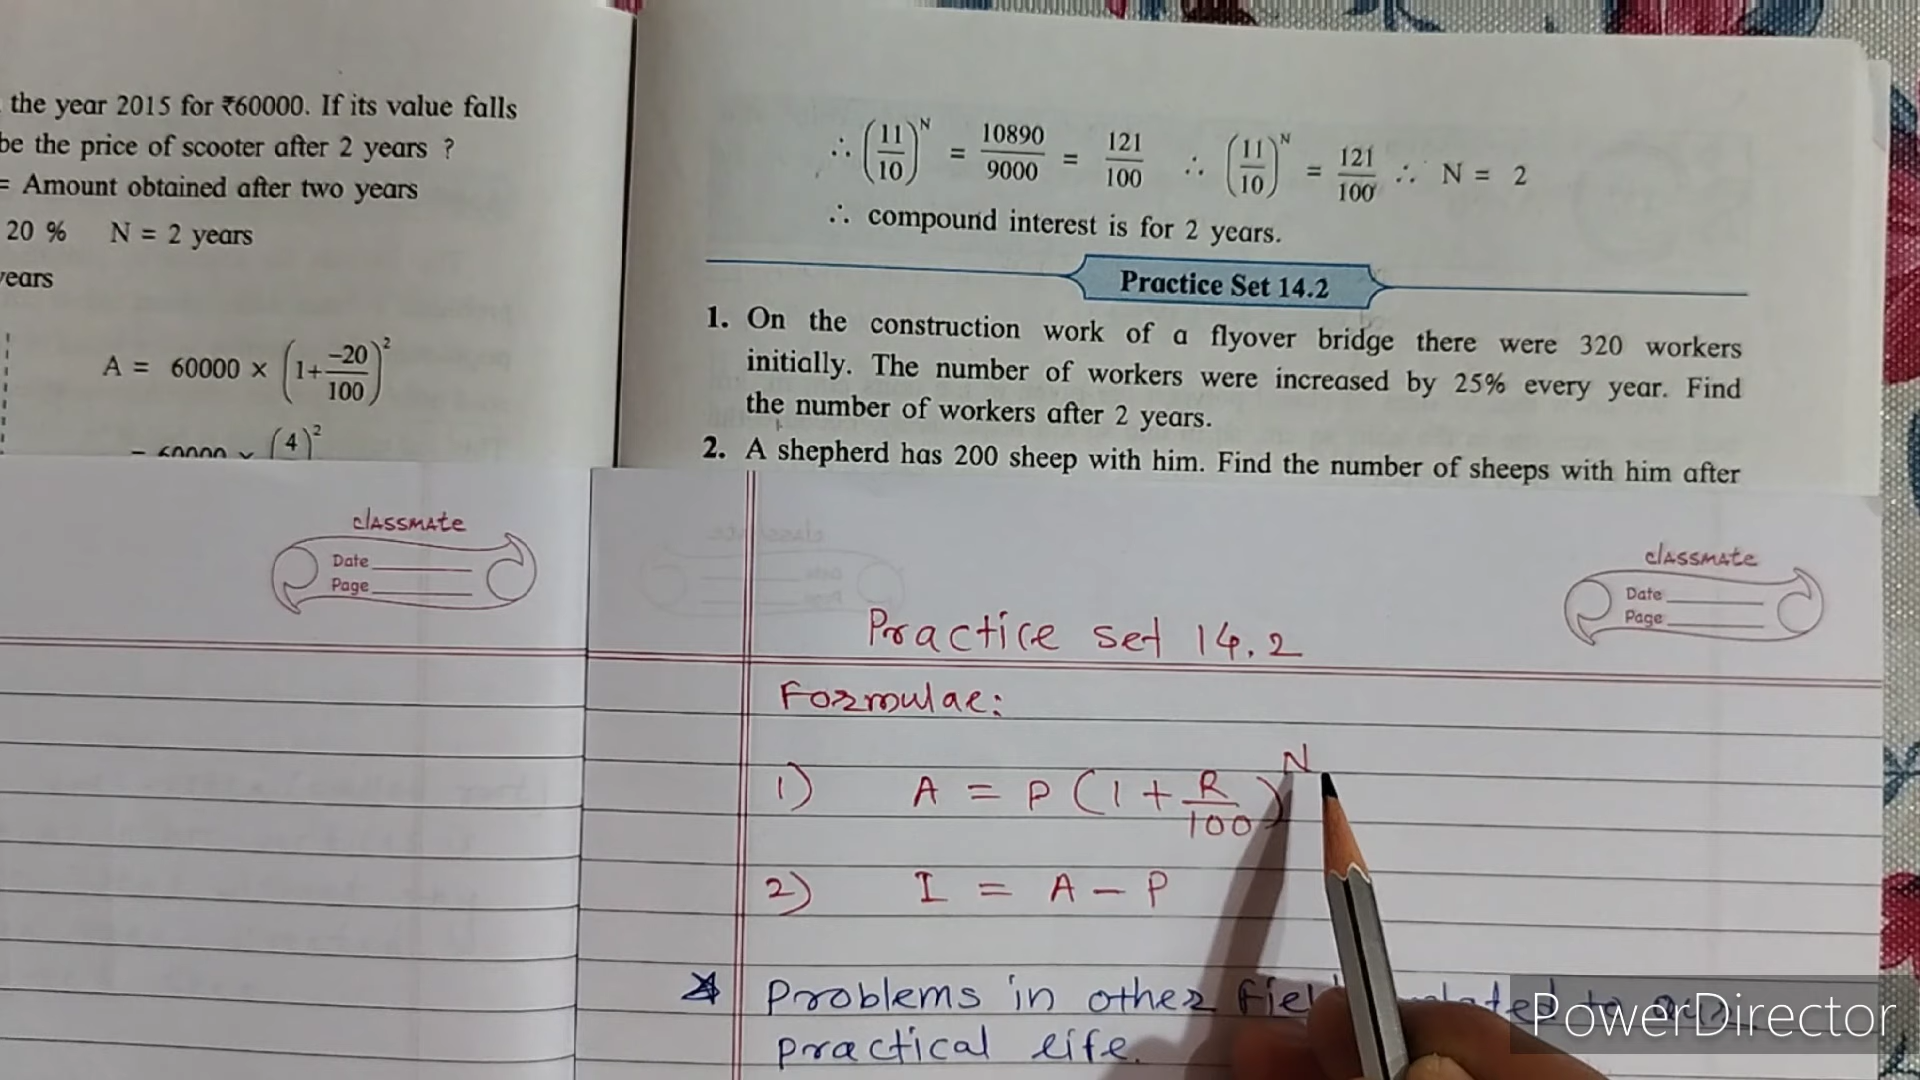 the year 2015 for ₹60000. If its value falls
be the price of scooter after 2 years ?
= Amount obtained after two years
20 % N = 2 years
years
A = 60000 × (1+ -20/100)²
= 60000 × (4
)²
∴ (11/10)^N = 10890/9000 = 121/100 ∴ (11/10)^N = 121/100 ∴ N = 2
∴ compound interest is for 2 years.
Practice Set 14.2
1. On the construction work of a flyover bridge there were 320 workers
initially. The number of workers were increased by 25% every year. Find
the number of workers after 2 years.
2. A shepherd has 200 sheep with him. Find the number of sheeps with him after
classmate
Date
Page
classmate
Date
Page
Practice set 14.2
Formulae:
1) A = P (1 + R/100)^N
2) I = A - P
Problems in other
practical life.
PowerDirector